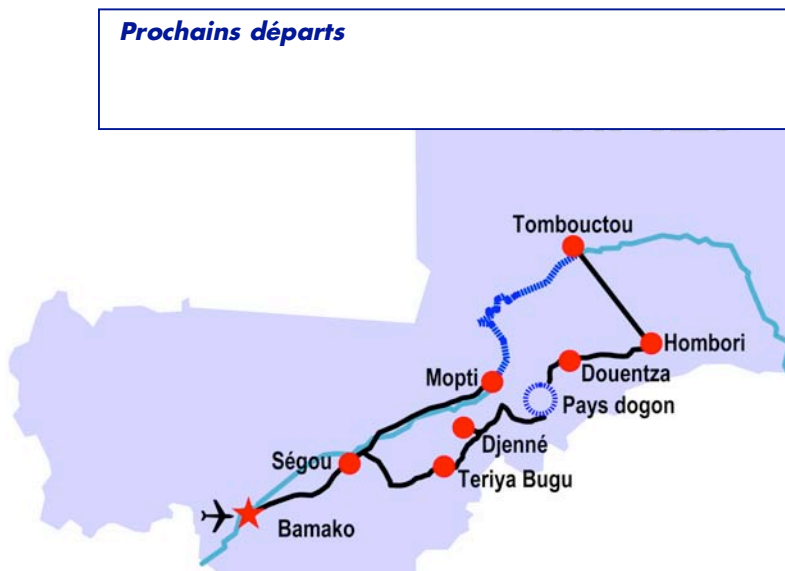 Prochains départs
Tombouctou
Hombori
Douentza
Mopti
Pays dogon
Djenné
Ségou
Teriya Bugu
Bamako